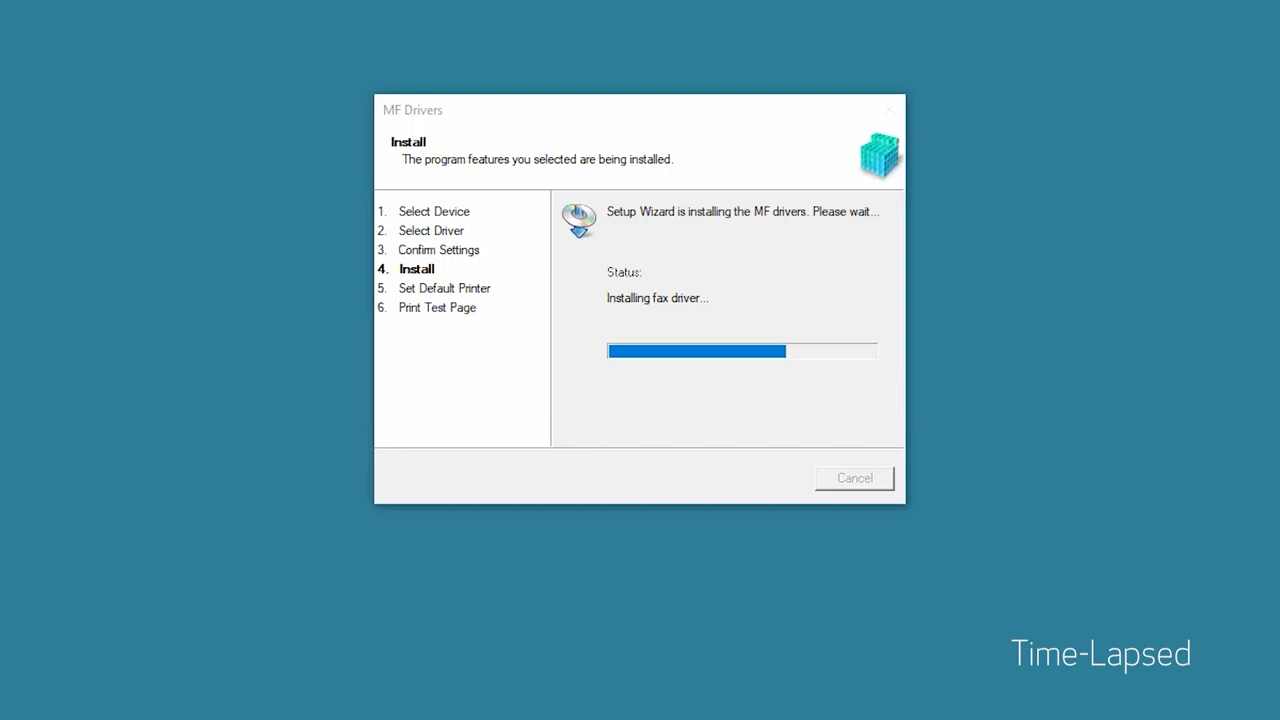 MF Drivers
Install
The program features you selected are being installed.
1. Select Device
2. Select Driver
3. Confirm Settings
4. Install
5. Set Default Printer
6. Print Test Page
Setup Wizard is installing the MF drivers. Please wait...
Status:
Installing fax driver...
Cancel
Time-Lapsed